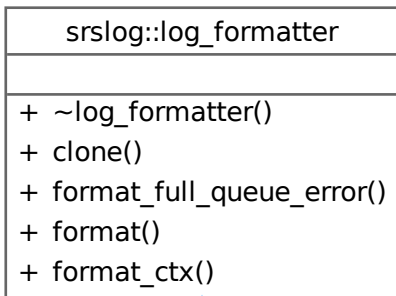 srslog::log_formatter
+ ~log_formatter()
+ clone()
+ format_full_queue_error()
+ format()
+ format_ctx()